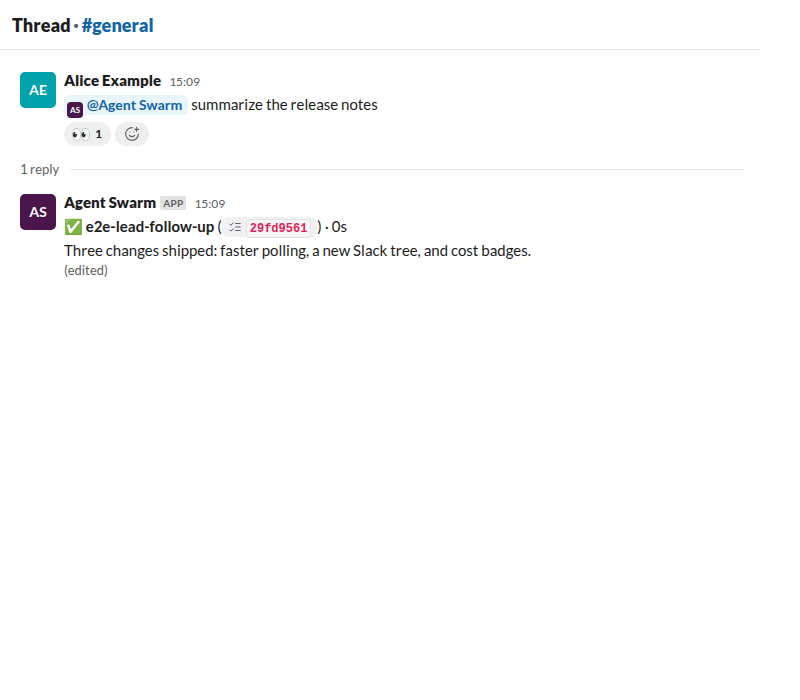 Thread • #general
AE
Alice Example 15:09
AS @Agent Swarm summarize the release notes
👀 1
1 reply
AS
Agent Swarm APP 15:09
✅ e2e-lead-follow-up ( 29fd9561 ) · 0s
Three changes shipped: faster polling, a new Slack tree, and cost badges.
(edited)